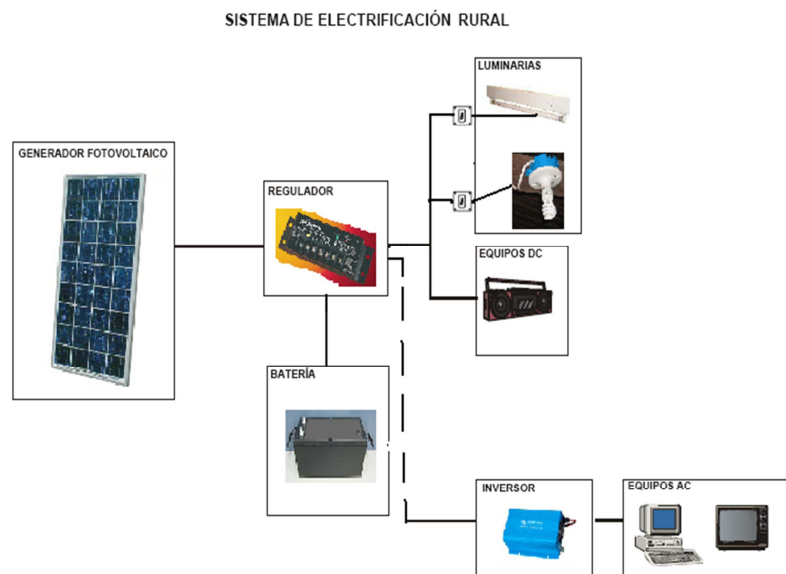 SISTEMA DE ELECTRIFICACIÓN RURAL
LUMINARIAS
GENERADOR FOTOVOLTAICO
REGULADOR
EQUIPOS DC
BATERÍA
INVERSOR
EQUIPOS AC